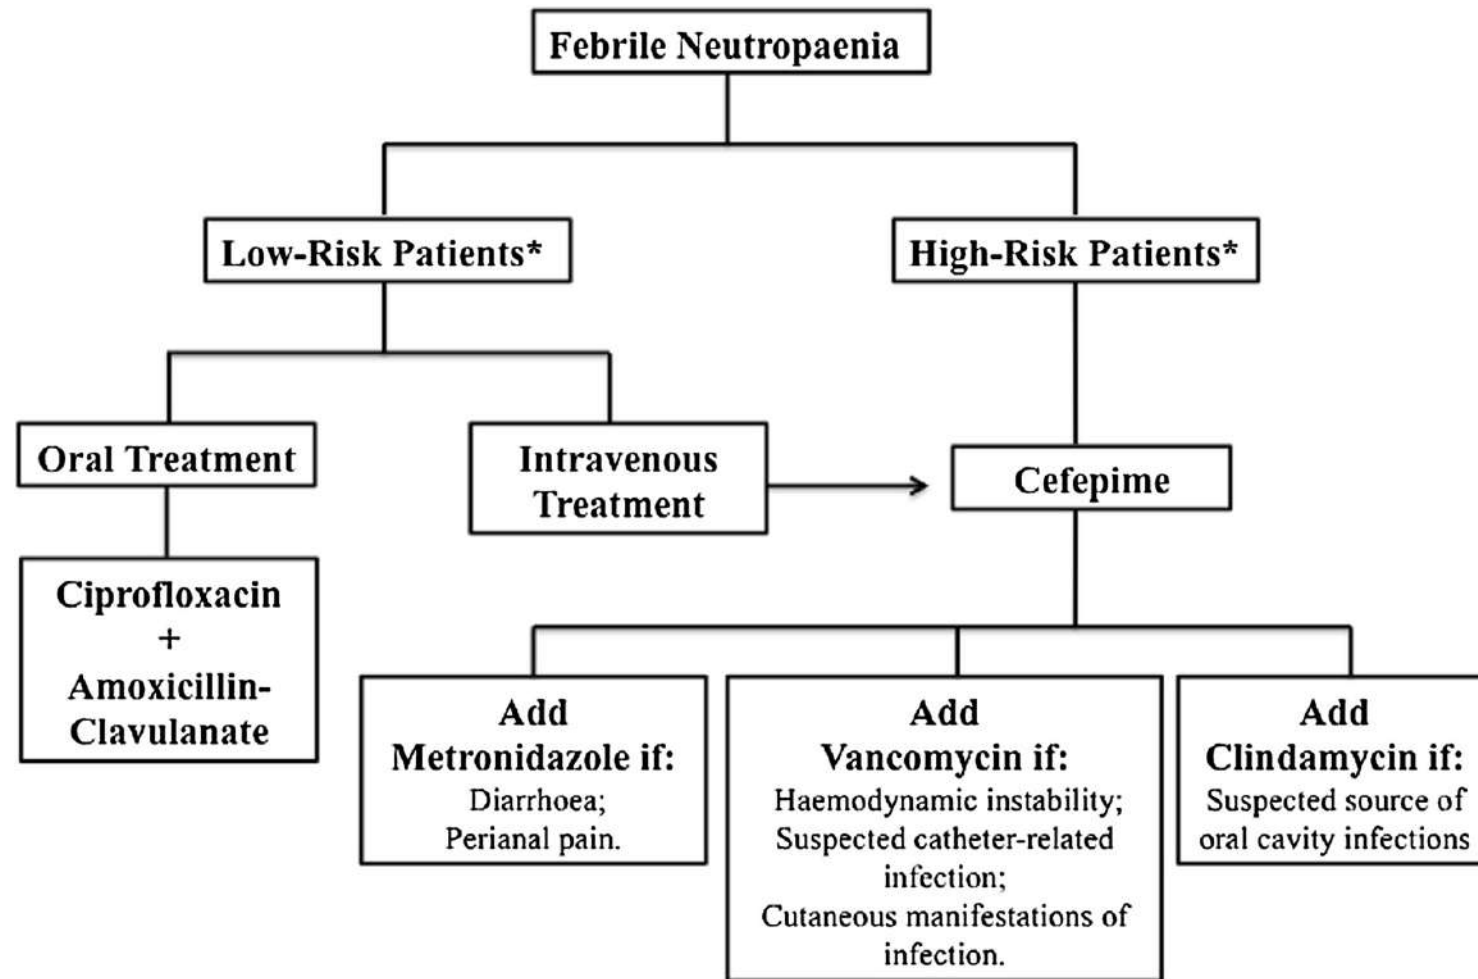 Febrile Neutropaenia
Low-Risk Patients*
High-Risk Patients*
Oral Treatment
Intravenous
Treatment
Cefepime
Ciprofloxacin
+
Amoxicillin-
Clavulanate
Add
Metronidazole if:
Diarrhoea;
Perianal pain.
Add
Vancomycin if:
Haemodynamic instability;
Suspected catheter-related
infection;
Cutaneous manifestations of
infection.
Add
Clindamycin if:
Suspected source of
oral cavity infections